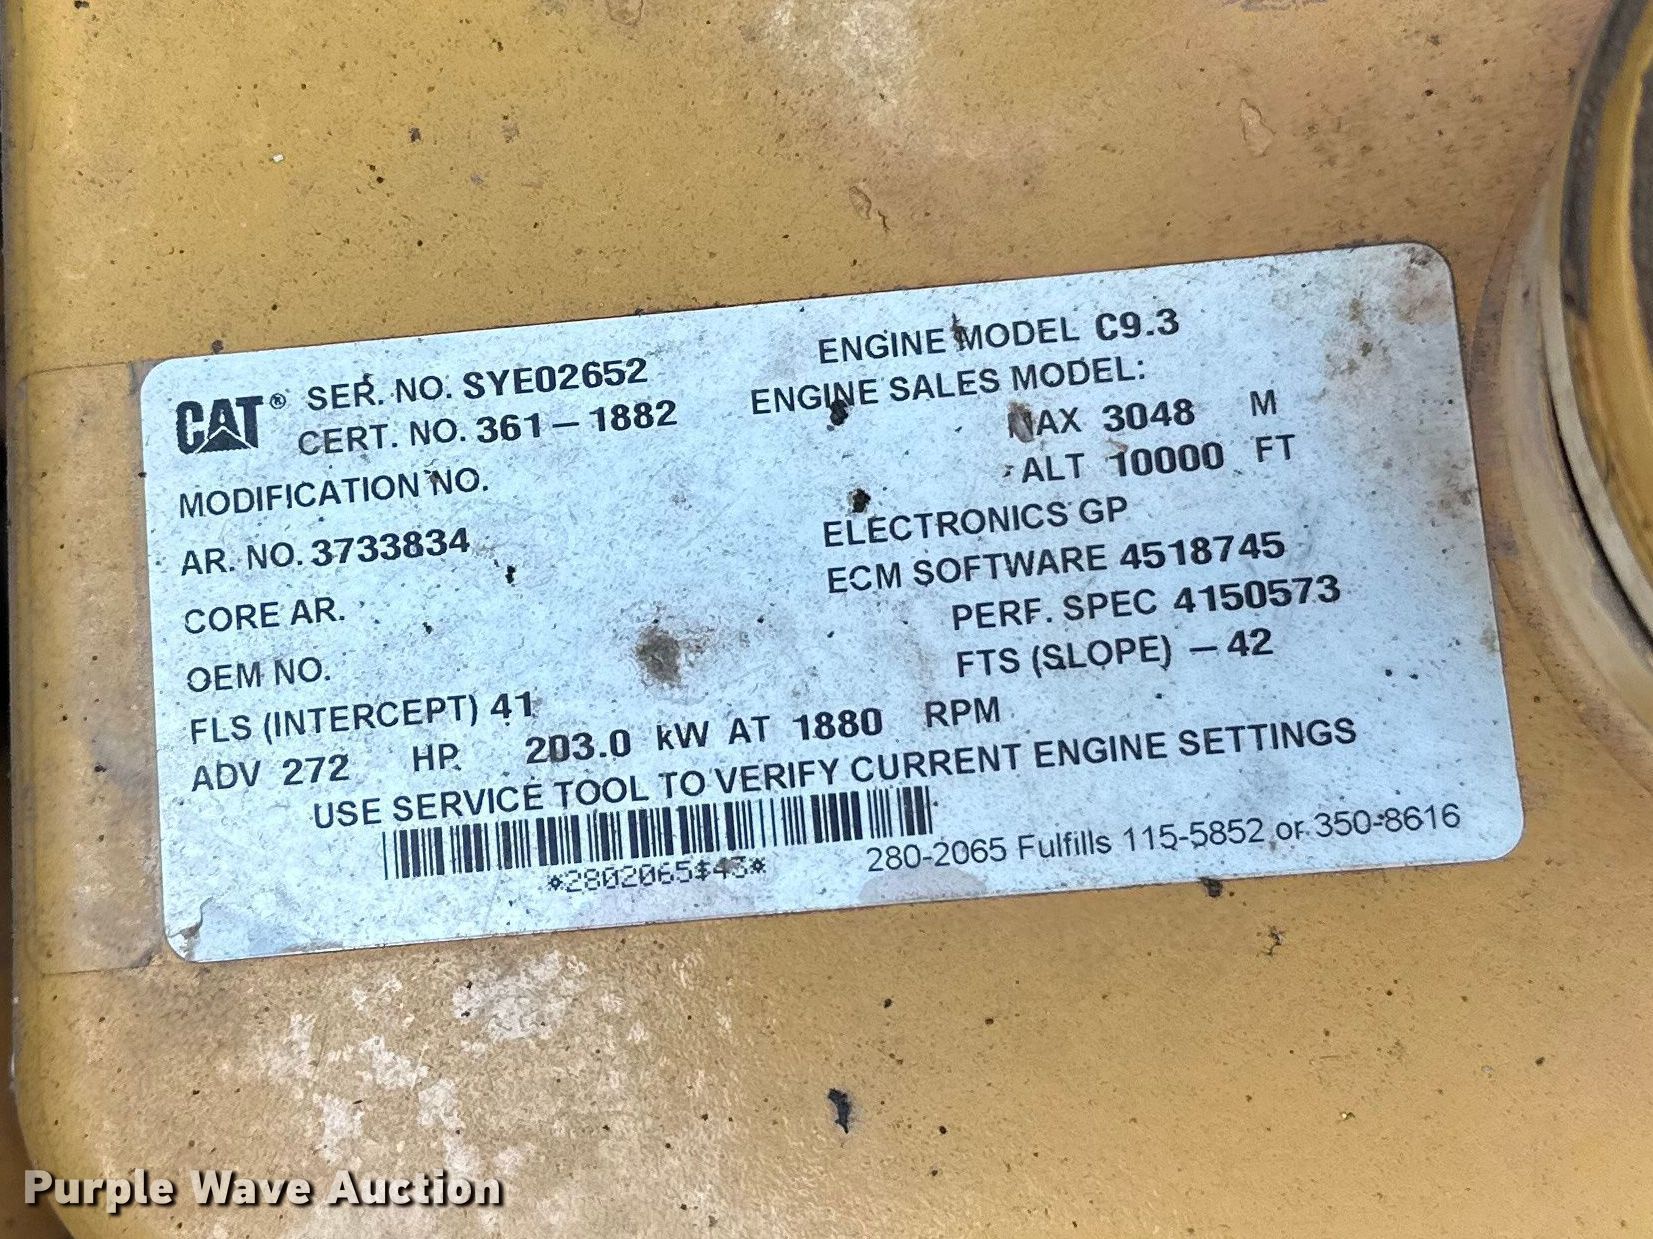 CAT® SER. NO. SYE02652
CERT. NO. 361-1882
MODIFICATION NO.
AR. NO. 3733834
CORE AR.
OEM NO.
FLS (INTERCEPT) 41
ENGINE MODEL C9.3
ENGINE SALES MODEL:
MAX 3048 M
ALT 10000 FT
ELECTRONICS GP
ECM SOFTWARE 4518745
PERF. SPEC 4150573
FTS (SLOPE) -42
ADV 272 HP 203.0 kW AT 1880 RPM
USE SERVICE TOOL TO VERIFY CURRENT ENGINE SETTINGS
*2802065$43*
280-2065 Fulfills 115-5852 or 350-8616
Purple Wave Auction